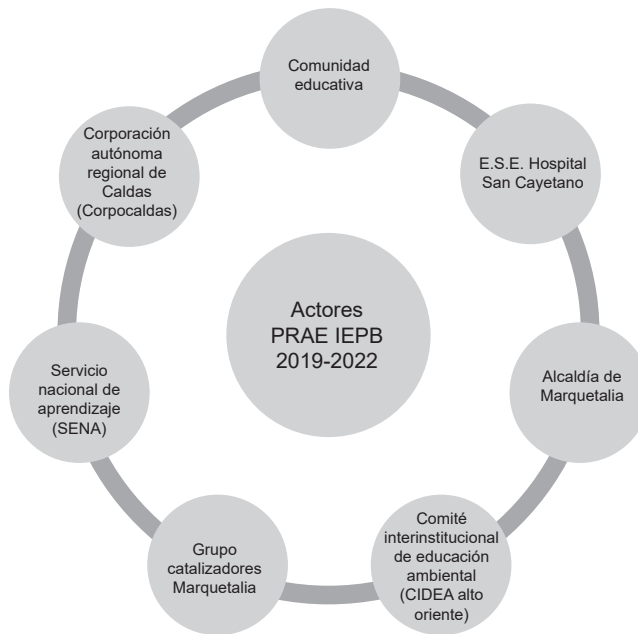 Comunidad
educativa
E.S.E. Hospital
San Cayetano
Alcaldía de
Marquetalia
Comité
interinstitucional
de educación
ambiental
(CIDEA alto
oriente)
Grupo
catalizadores
Marquetalia
Servicio
nacional de
aprendizaje
(SENA)
Corporación
autónoma
regional de
Caldas
(Corpocaldas)
Actores
PRAE IEPB
2019-2022